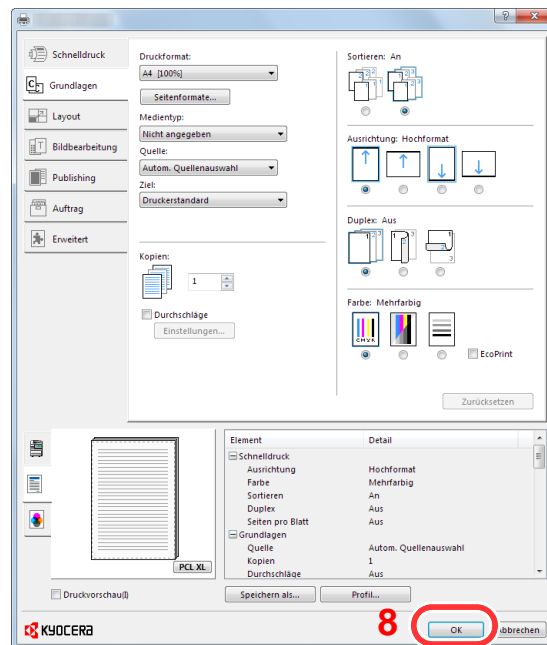 Schnelldruck
Grundlagen
Layout
Bildbearbeitung
Publishing
Auftrag
Erweitert
Druckformat:
A4 [100%]
Seitenformate...
Medientyp:
Nicht angegeben
Quelle:
Autom. Quellenauswahl
Ziel:
Druckerstandard
Kopien:
1
Durchschläge
Einstellungen...
Sortieren: An
Ausrichtung: Hochformat
Duplex: Aus
Farbe: Mehrfarbig
CMYK
EcoPrint
Zurücksetzen
PCL XL
Druckvorschau(I)
Element Detail
Schnelldruck
Ausrichtung Hochformat
Farbe Mehrfarbig
Sortieren An
Duplex Aus
Seiten pro Blatt Aus
Grundlagen
Quelle Autom. Quellenauswahl
Kopien 1
Durchschläge Aus
Speichern als... Profil...
KYOCERA
8 OK Abbrechen